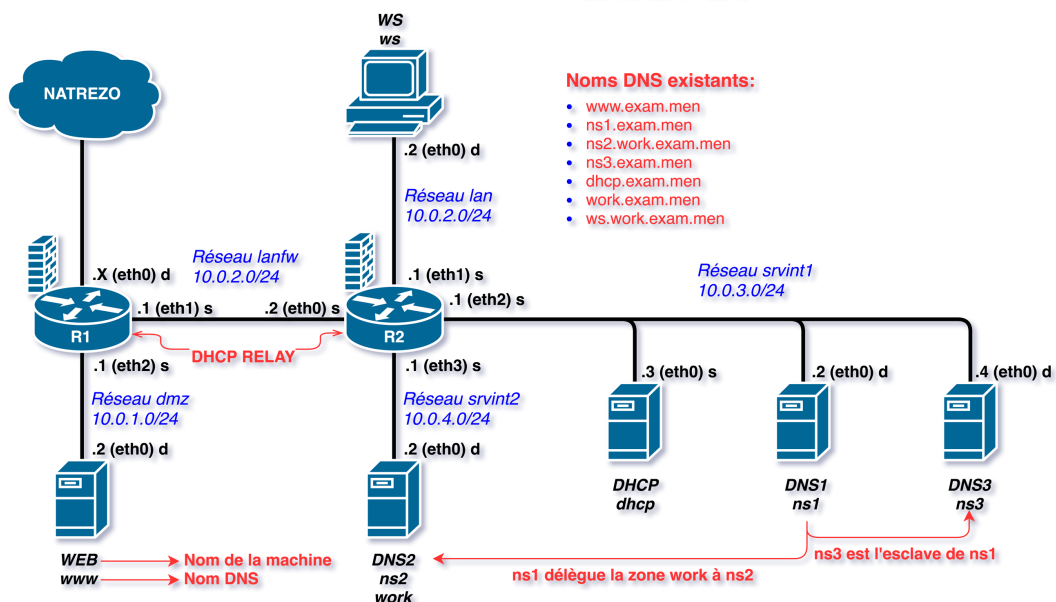 WS
ws
NATREZO
Noms DNS existants:
www.exam.men
ns1.exam.men
ns2.work.exam.men
ns3.exam.men
dhcp.exam.men
work.exam.men
ws.work.exam.men
.2 (eth0) d
Réseau lan
10.0.2.0/24
Réseau lanfw
10.0.2.0/24
Réseau srvint1
10.0.3.0/24
.X (eth0) d
.1 (eth1) s
.1 (eth2) s
.1 (eth1) s
.2 (eth0) s
R1
R2
DHCP RELAY
.1 (eth2) s
.1 (eth3) s
.3 (eth0) s
.2 (eth0) d
.4 (eth0) d
Réseau dmz
10.0.1.0/24
Réseau srvint2
10.0.4.0/24
.2 (eth0) d
.2 (eth0) d
DHCP
dhcp
DNS1
ns1
DNS3
ns3
WEB
www
Nom de la machine
Nom DNS
DNS2
ns2
work
ns1 délègue la zone work à ns2
ns3 est l'esclave de ns1